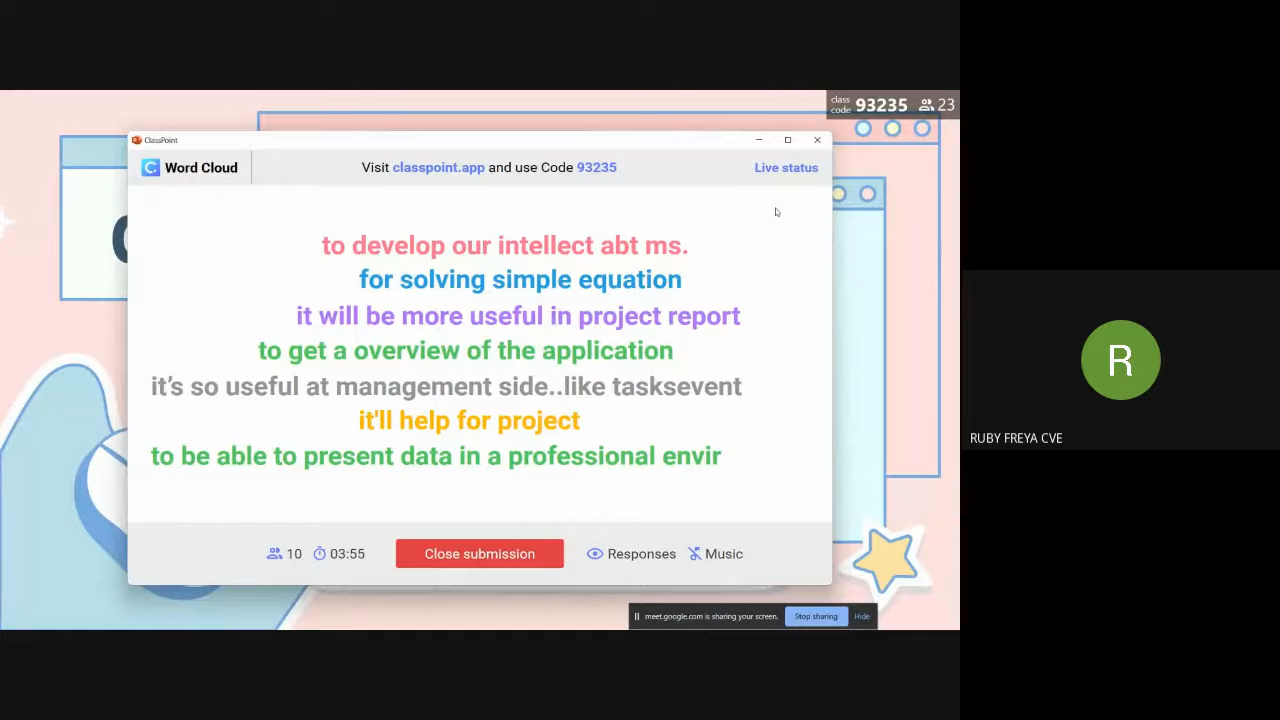 class code 93235 23
ClassPoint
Word Cloud Visit classpoint.app and use Code 93235 Live status
to develop our intellect abt ms.
for solving simple equation
it will be more useful in project report
to get a overview of the application
it's so useful at management side..like tasksevent
it'll help for project
to be able to present data in a professional envir
10 03:55 Close submission Responses Music
meet.google.com is sharing your screen. Stop sharing Hide
R
RUBY FREYA CVE